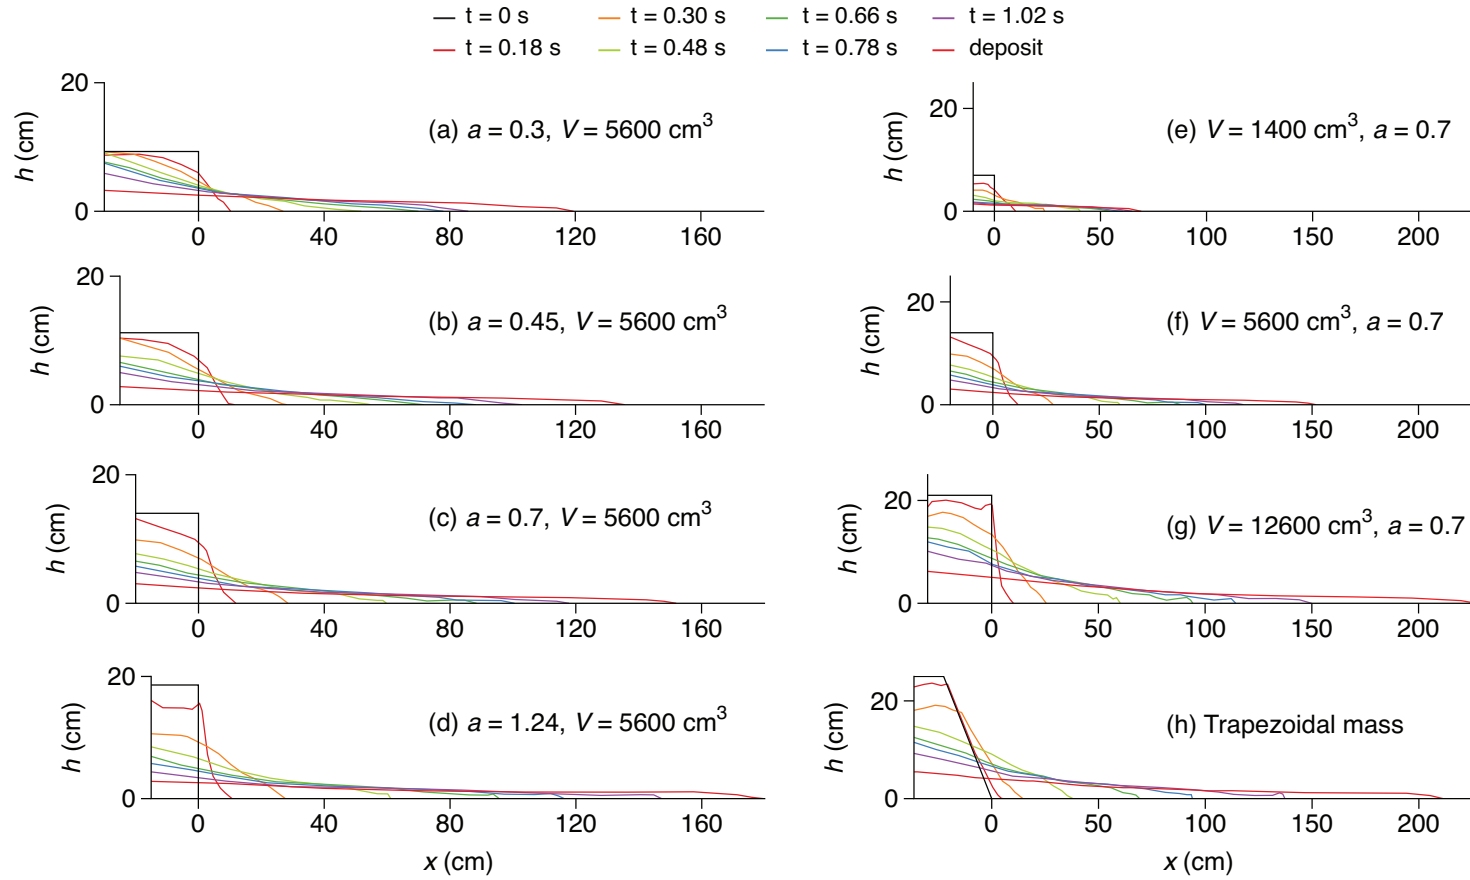 t = 0 s t = 0.30 s t = 0.66 s t = 1.02 s
t = 0.18 s t = 0.48 s t = 0.78 s deposit
20
h (cm)
0
(a) a = 0.3, V = 5600 cm³
0 40 80 120 160
20
h (cm)
0
(b) a = 0.45, V = 5600 cm³
0 40 80 120 160
20
h (cm)
0
(c) a = 0.7, V = 5600 cm³
0 40 80 120 160
20
h (cm)
0
(d) a = 1.24, V = 5600 cm³
0 40 80 120 160
x (cm)
20
h (cm)
0
(e) V = 1400 cm³, a = 0.7
0 50 100 150 200
20
h (cm)
0
(f) V = 5600 cm³, a = 0.7
0 50 100 150 200
20
h (cm)
0
(g) V = 12600 cm³, a = 0.7
0 50 100 150 200
20
h (cm)
0
(h) Trapezoidal mass
0 50 100 150 200
x (cm)